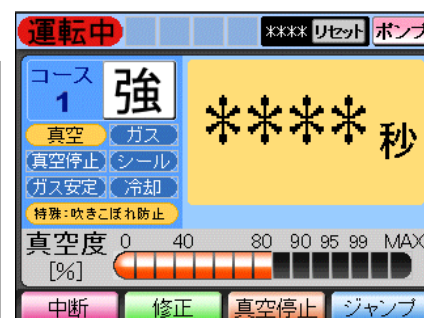 運転中 **** リセット ポンプ
コース
1 強
****秒
真空 ガス
真空停止 シール
ガス安定 冷却
特殊:吹きこぼれ防止
真空度 0 40 80 90 95 99 MAX
[%]
中断 修正 真空停止 ジャンプ